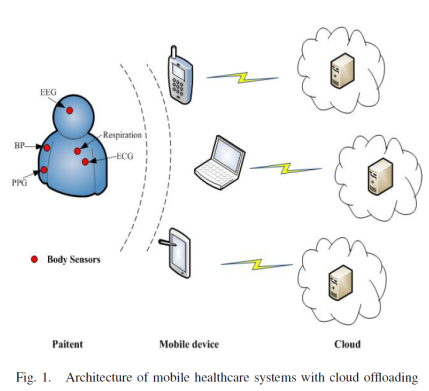 EEG
BP
Respiration
ECG
PPG
Body Sensors
Paitent
Mobile device
Cloud
Fig. 1. Architecture of mobile healthcare systems with cloud offloading